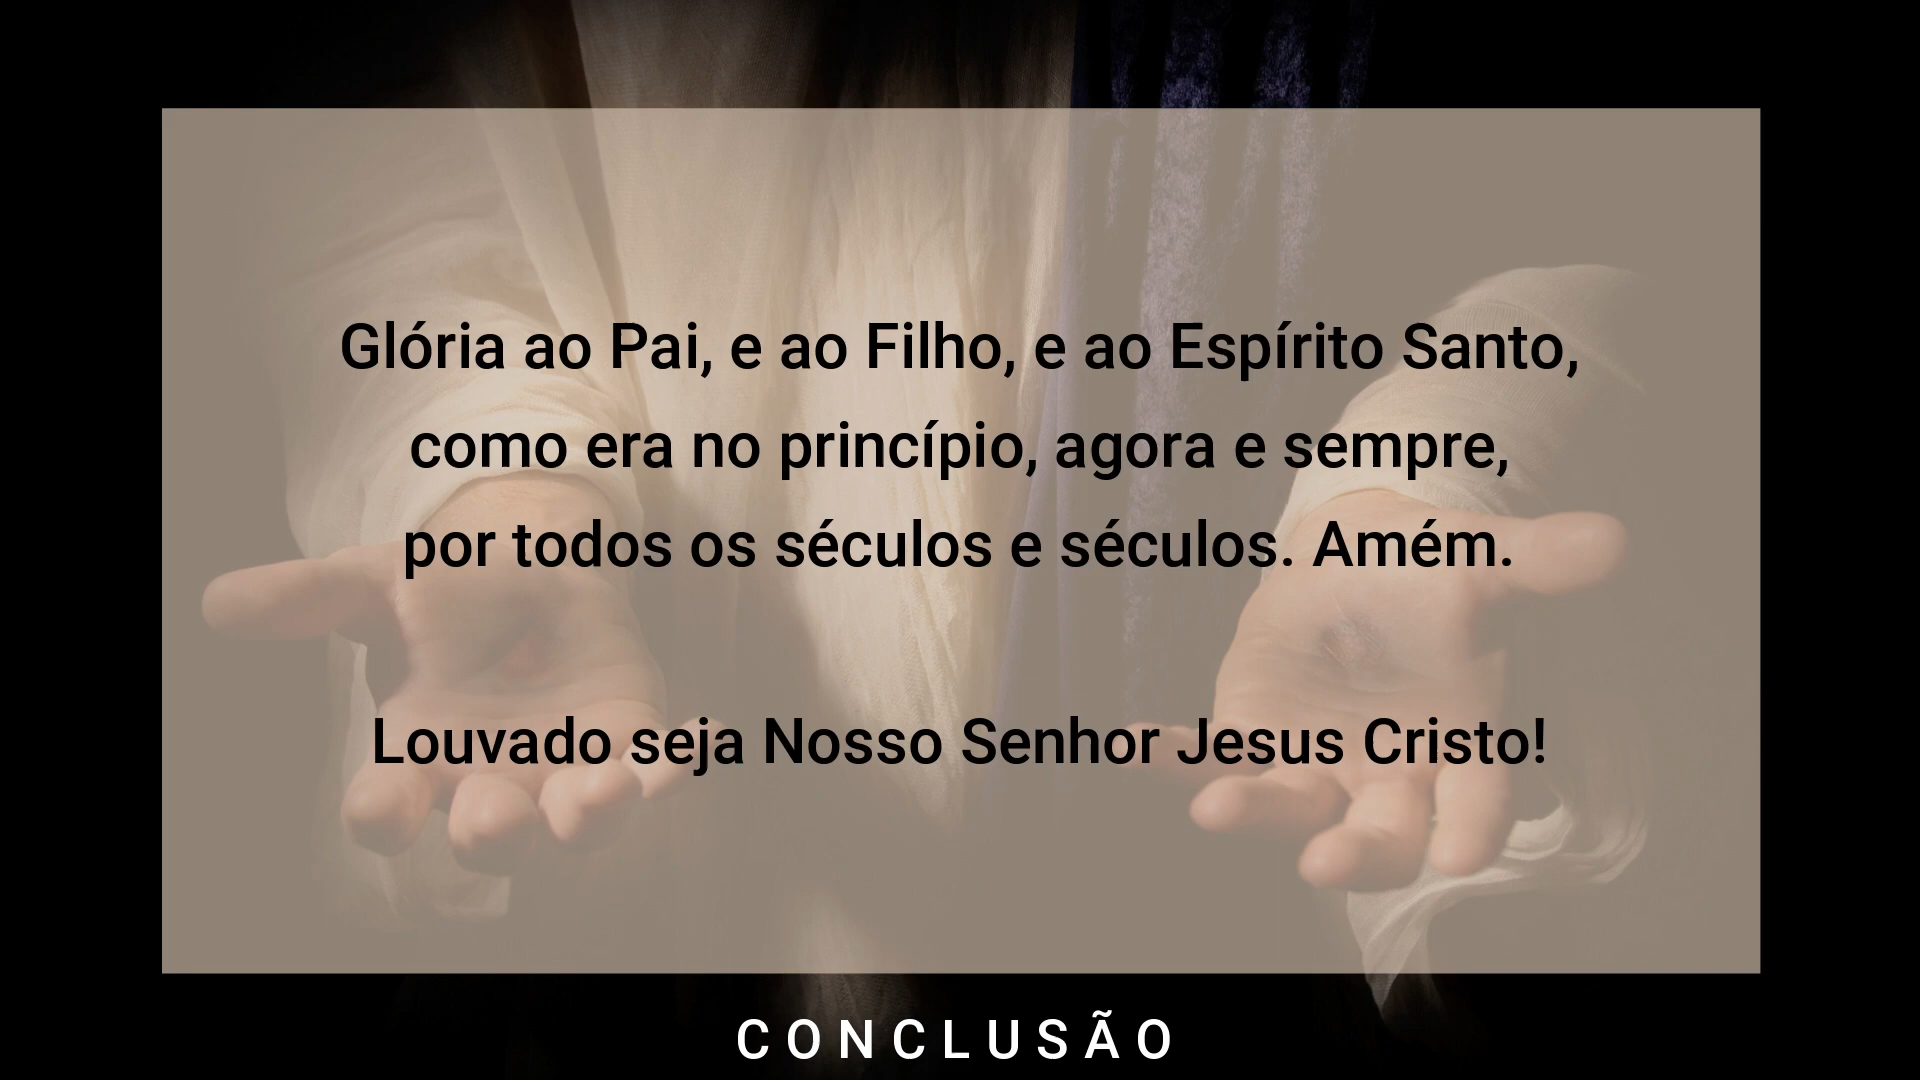 Glória ao Pai, e ao Filho, e ao Espírito Santo,
como era no princípio, agora e sempre,
por todos os séculos e séculos. Amém.
Louvado seja Nosso Senhor Jesus Cristo!
CONCLUSÃO